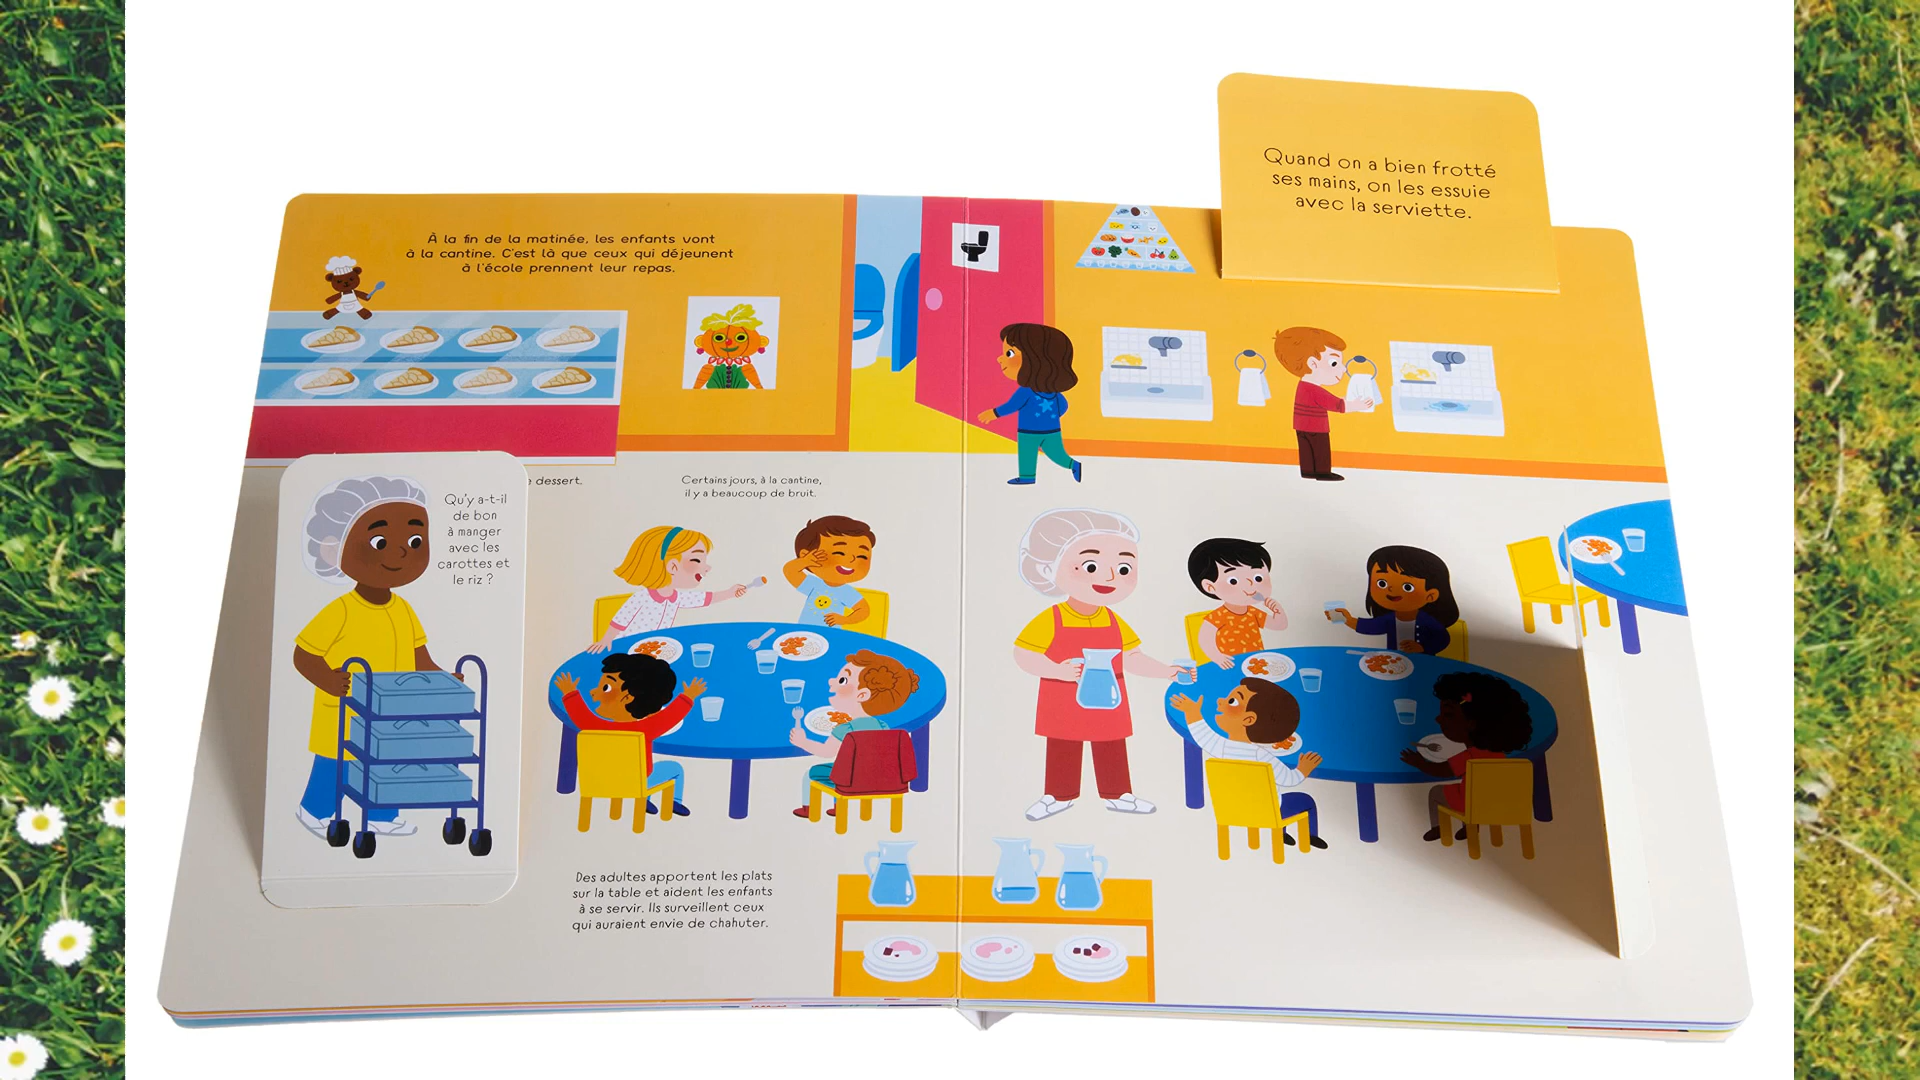 Quand on a bien frotté
ses mains, on les essuie
avec la serviette.
À la fin de la matinée, les enfants vont
à la cantine. C'est là que ceux qui déjeunent
à l'école prennent leur repas.
dessert.
Certains jours, à la cantine,
il y a beaucoup de bruit.
Qu'y a-t-il
de bon
à manger
avec les
carottes et
le riz ?
Des adultes apportent les plats
sur la table et aident les enfants
à se servir. Ils surveillent ceux
qui auraient envie de chahuter.